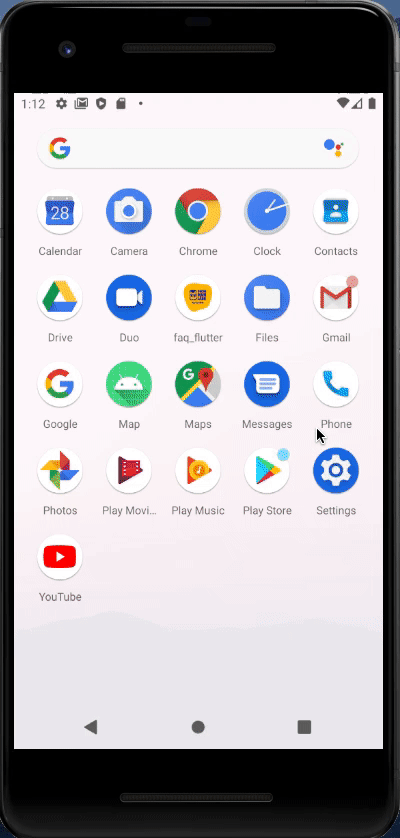 1:12
G
28
Calendar Camera Chrome Clock Contacts
Drive Duo faq_flutter Files Gmail
G
G
Google Map Maps Messages Phone
Photos Play Movi... Play Music Play Store Settings
YouTube